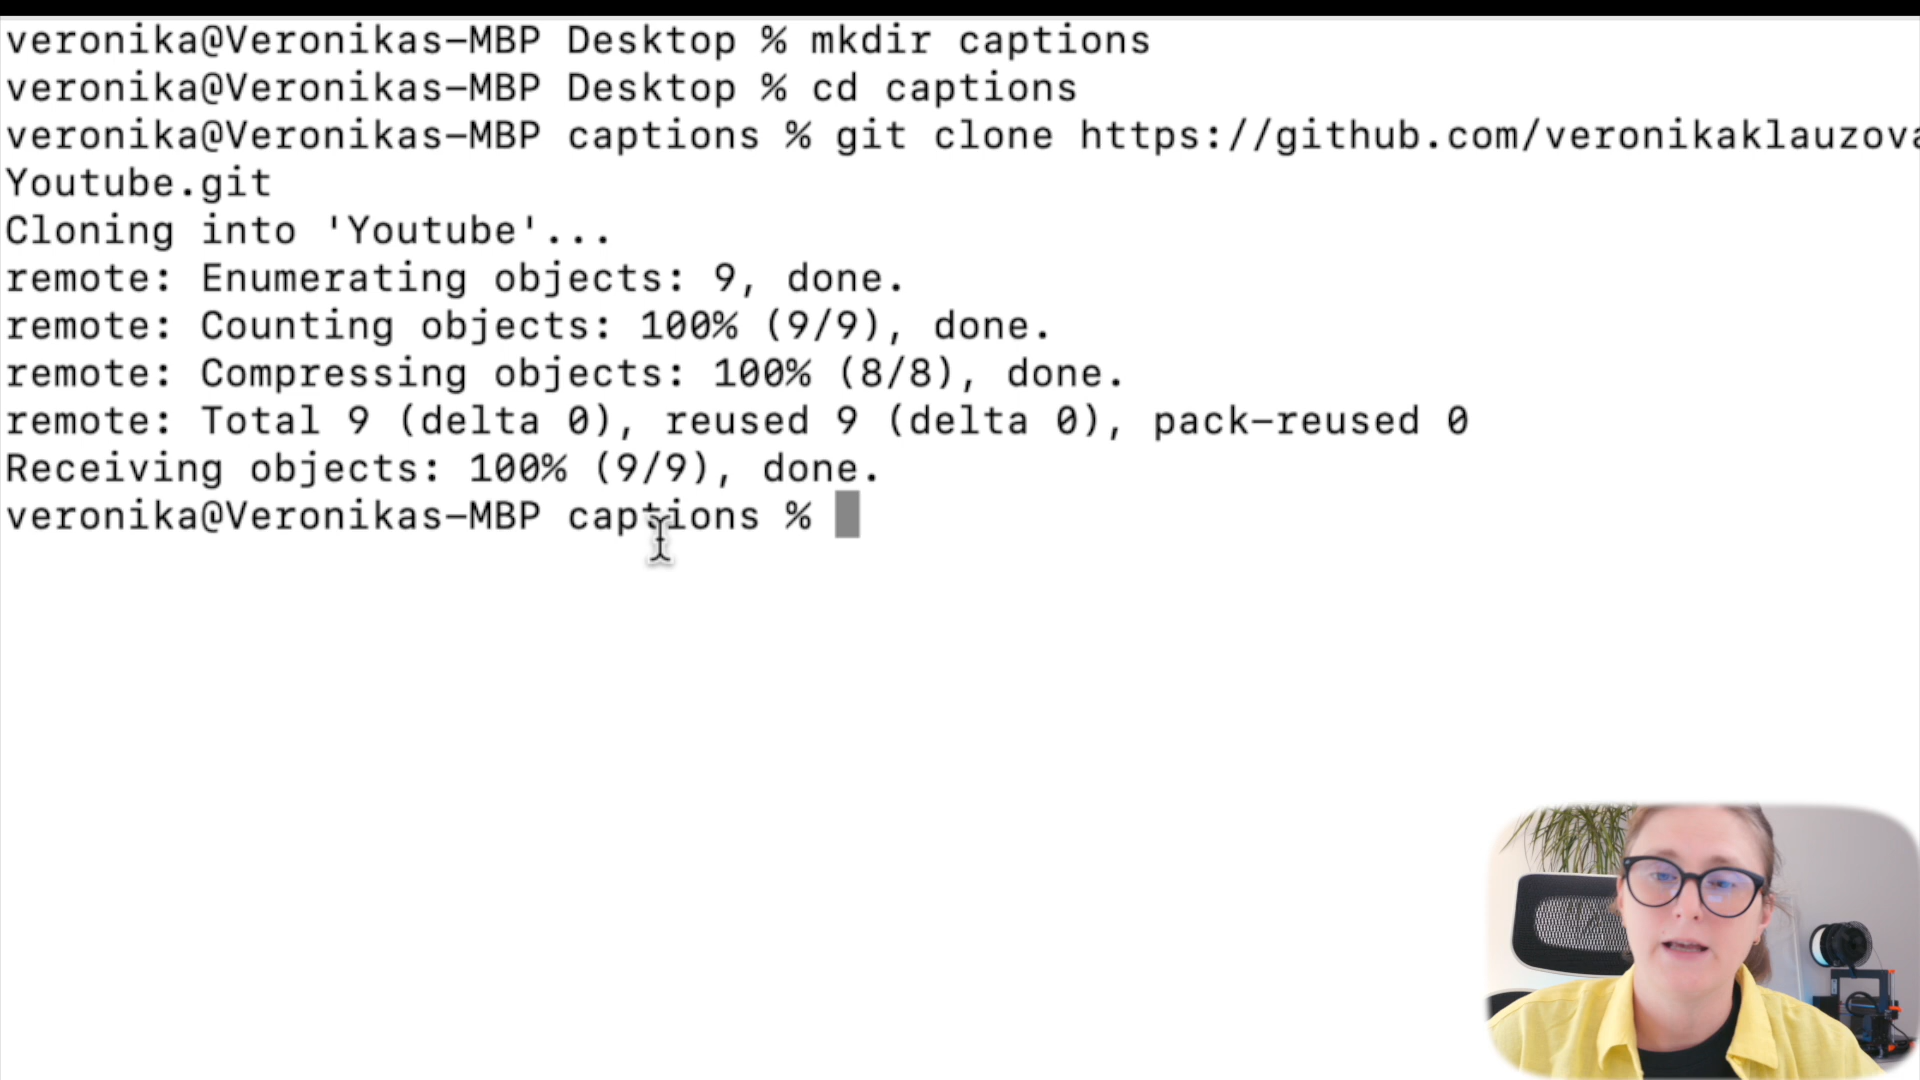 veronika@Veronikas-MBP Desktop % mkdir captions
veronika@Veronikas-MBP Desktop % cd captions
veronika@Veronikas-MBP captions % git clone https://github.com/veronikaklauzova
Youtube.git
Cloning into 'Youtube'...
remote: Enumerating objects: 9, done.
remote: Counting objects: 100% (9/9), done.
remote: Compressing objects: 100% (8/8), done.
remote: Total 9 (delta 0), reused 9 (delta 0), pack-reused 0
Receiving objects: 100% (9/9), done.
veronika@Veronikas-MBP captions %